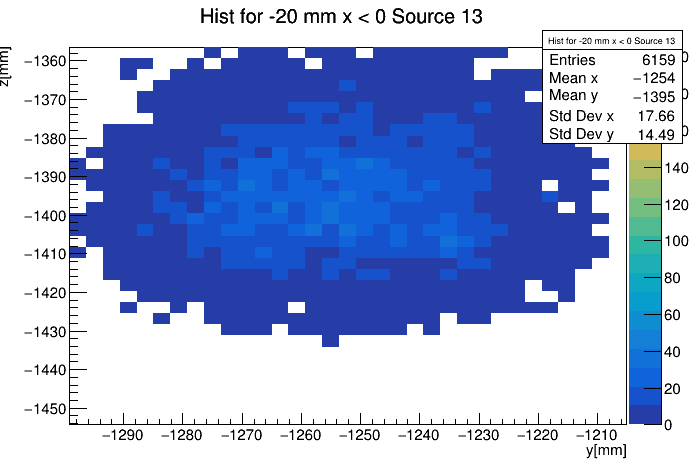 Hist for -20 mm x < 0 Source 13
Hist for -20 mm x < 0 Source 13
Entries 6159
Mean x −1254
Mean y −1395
Std Dev x 17.66
Std Dev y 14.49
z[mm]
−1360
−1370
−1380
−1390
−1400
−1410
−1420
−1430
−1440
−1450
140
120
100
80
60
40
20
0
−1290 −1280 −1270 −1260 −1250 −1240 −1230 −1220 −1210
y[mm]